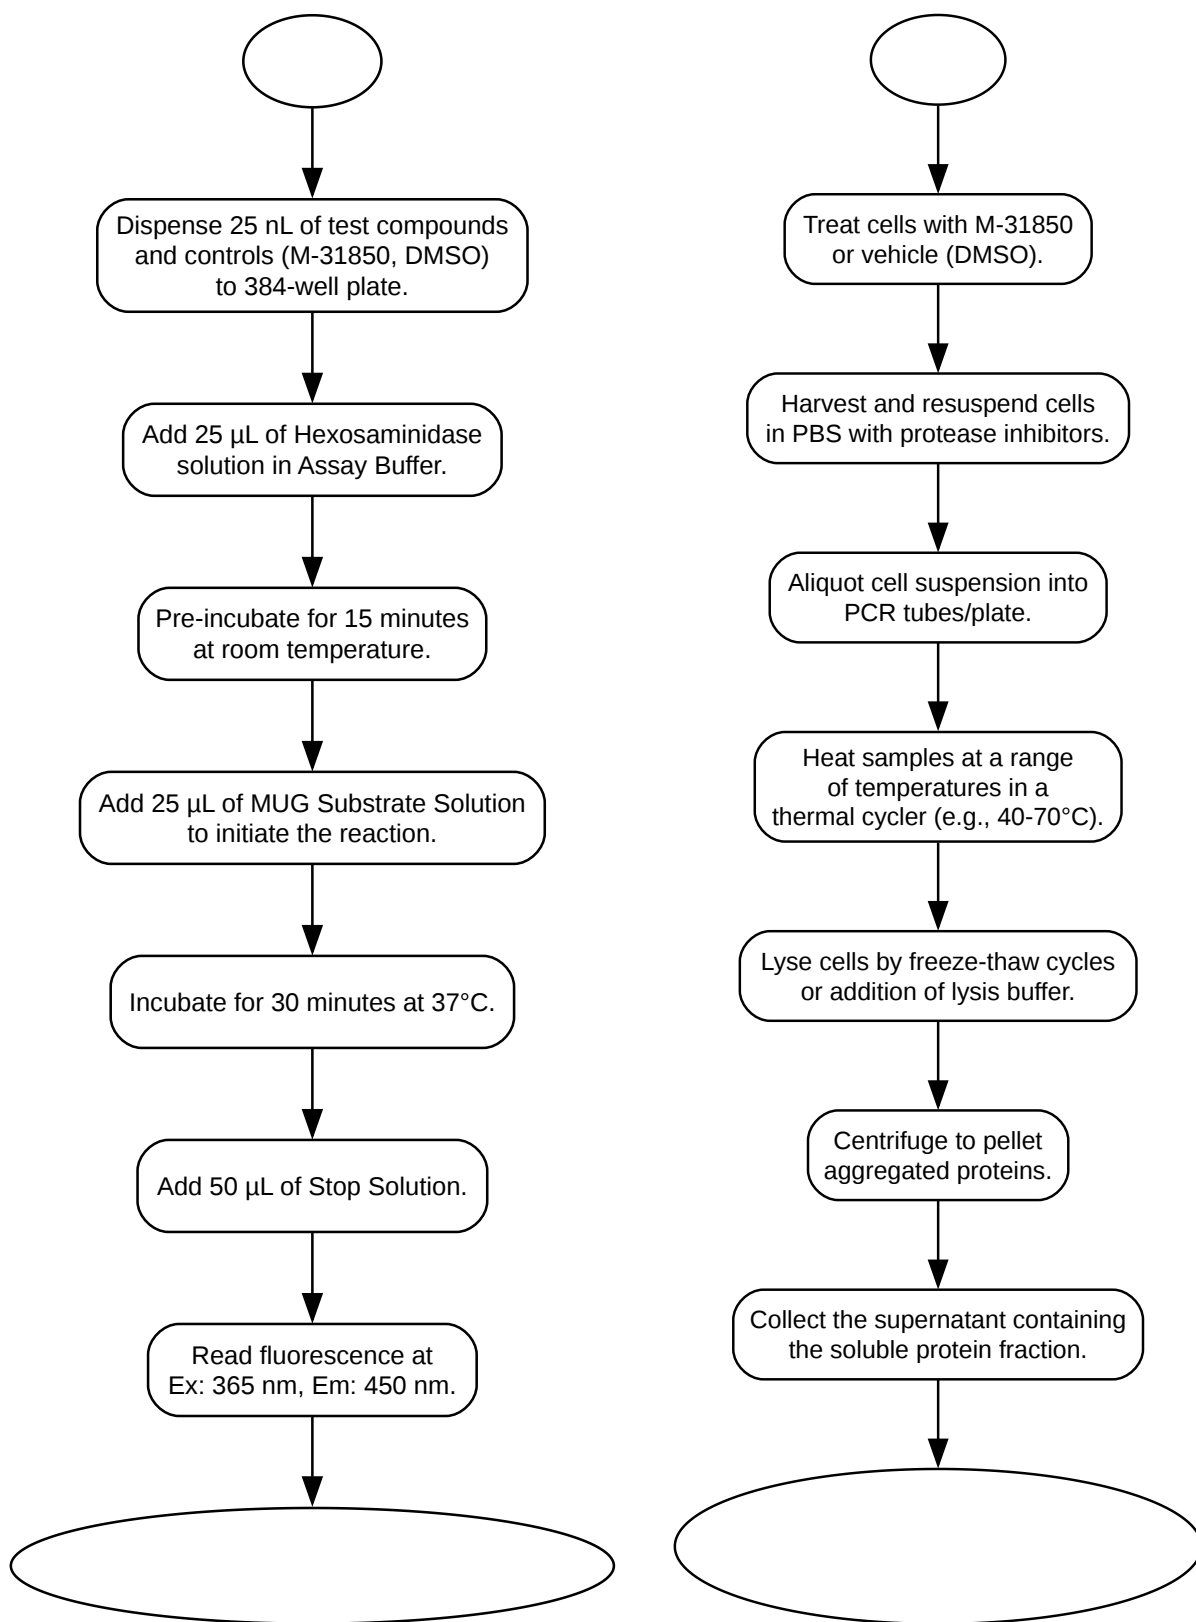 Dispense 25 nL of test compounds
and controls (M-31850, DMSO)
to 384-well plate.
Add 25 µL of Hexosaminidase
solution in Assay Buffer.
Pre-incubate for 15 minutes
at room temperature.
Add 25 µL of MUG Substrate Solution
to initiate the reaction.
Incubate for 30 minutes at 37°C.
Add 50 µL of Stop Solution.
Read fluorescence at
Ex: 365 nm, Em: 450 nm.
Treat cells with M-31850
or vehicle (DMSO).
Harvest and resuspend cells
in PBS with protease inhibitors.
Aliquot cell suspension into
PCR tubes/plate.
Heat samples at a range
of temperatures in a
thermal cycler (e.g., 40-70°C).
Lyse cells by freeze-thaw cycles
or addition of lysis buffer.
Centrifuge to pellet
aggregated proteins.
Collect the supernatant containing
the soluble protein fraction.